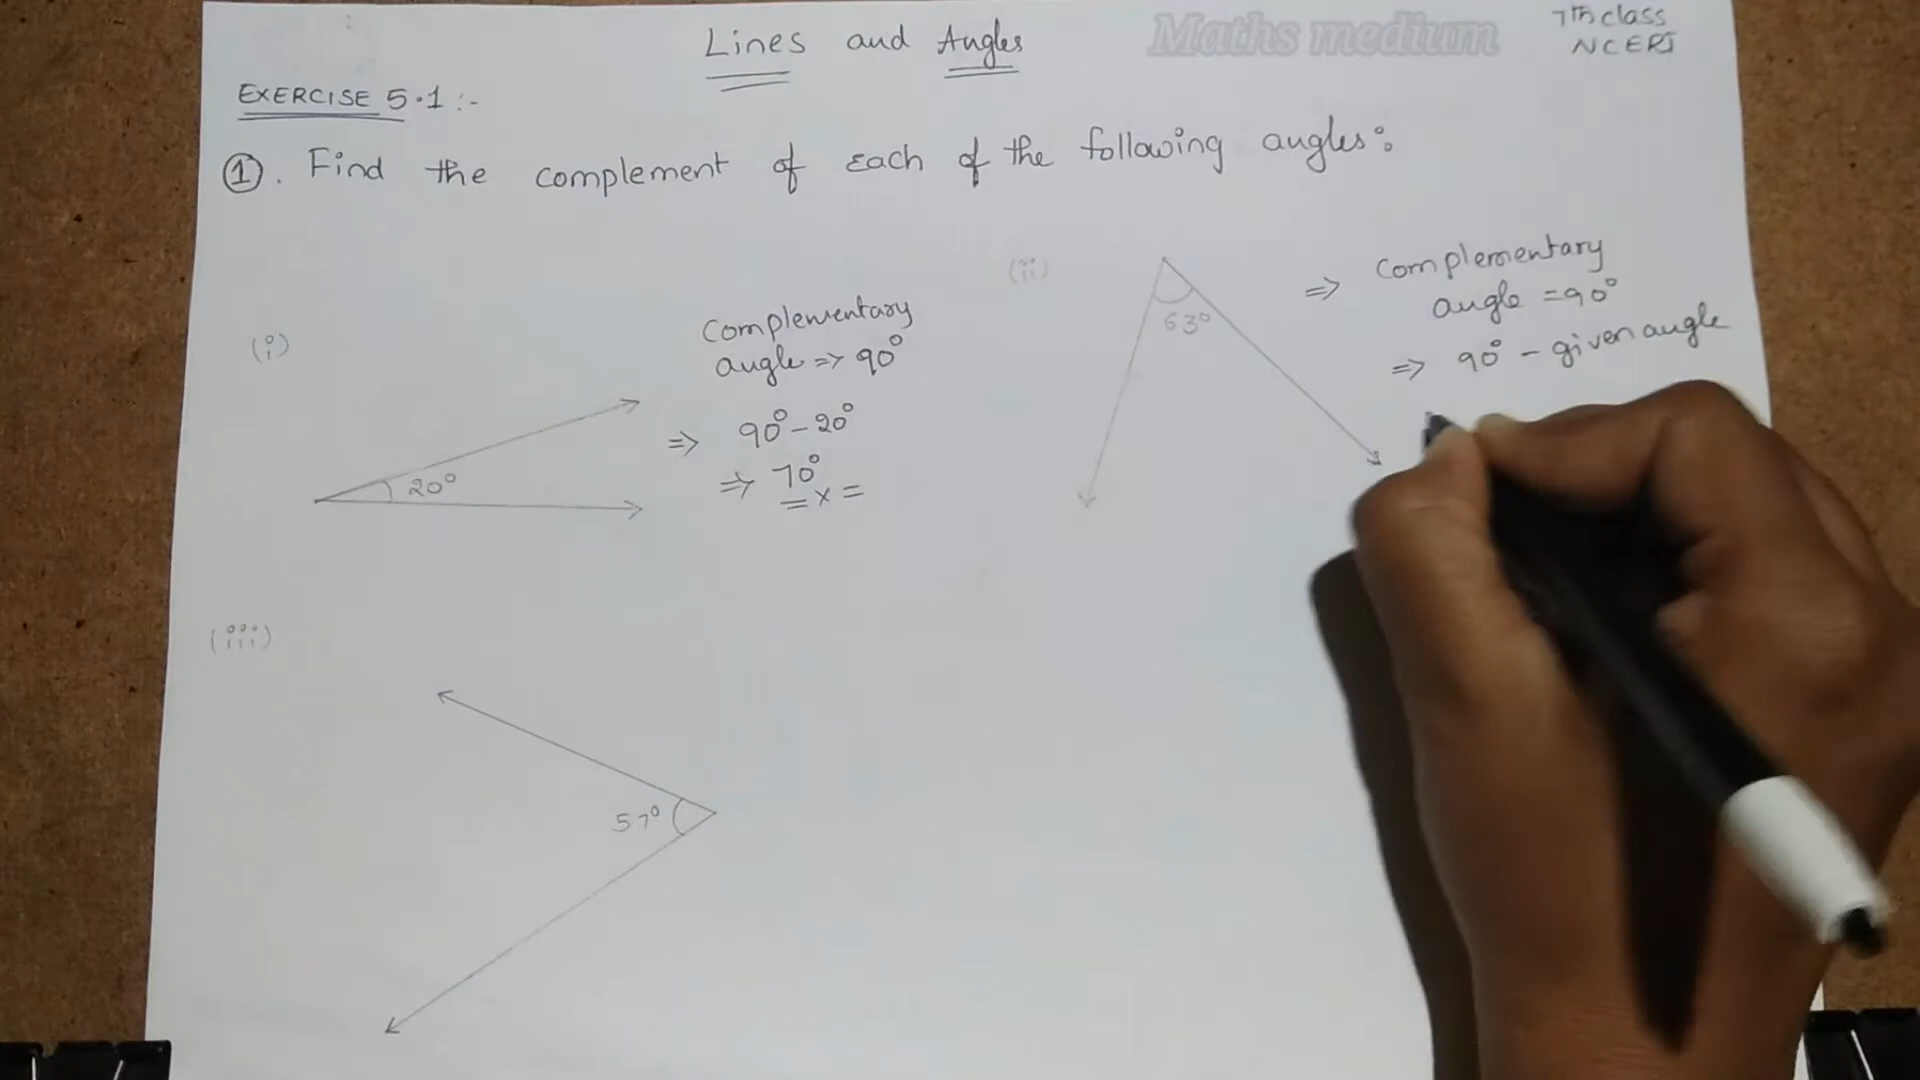 Lines and Angles
Maths medium
7th class
NCERT
EXERCISE 5.1 :-
1. Find the complement of Each of the following angles:
(i)
20°
Complementary
angle => 90°
=> 90° - 20°
=> 70°
= x =
(ii)
63°
=> Complementary
angle = 90°
=> 90° - given angle
(iii)
57°